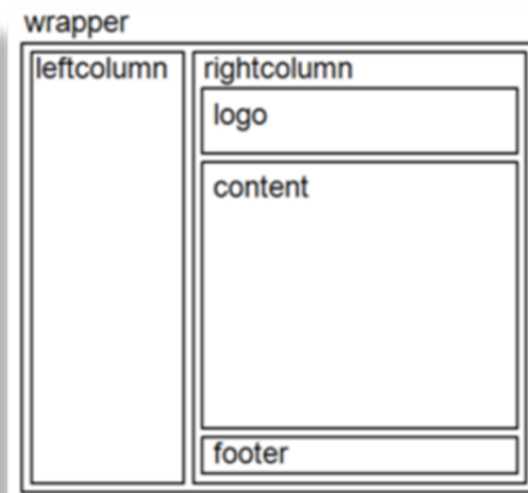 wrapper
leftcolumn
rightcolumn
logo
content
footer